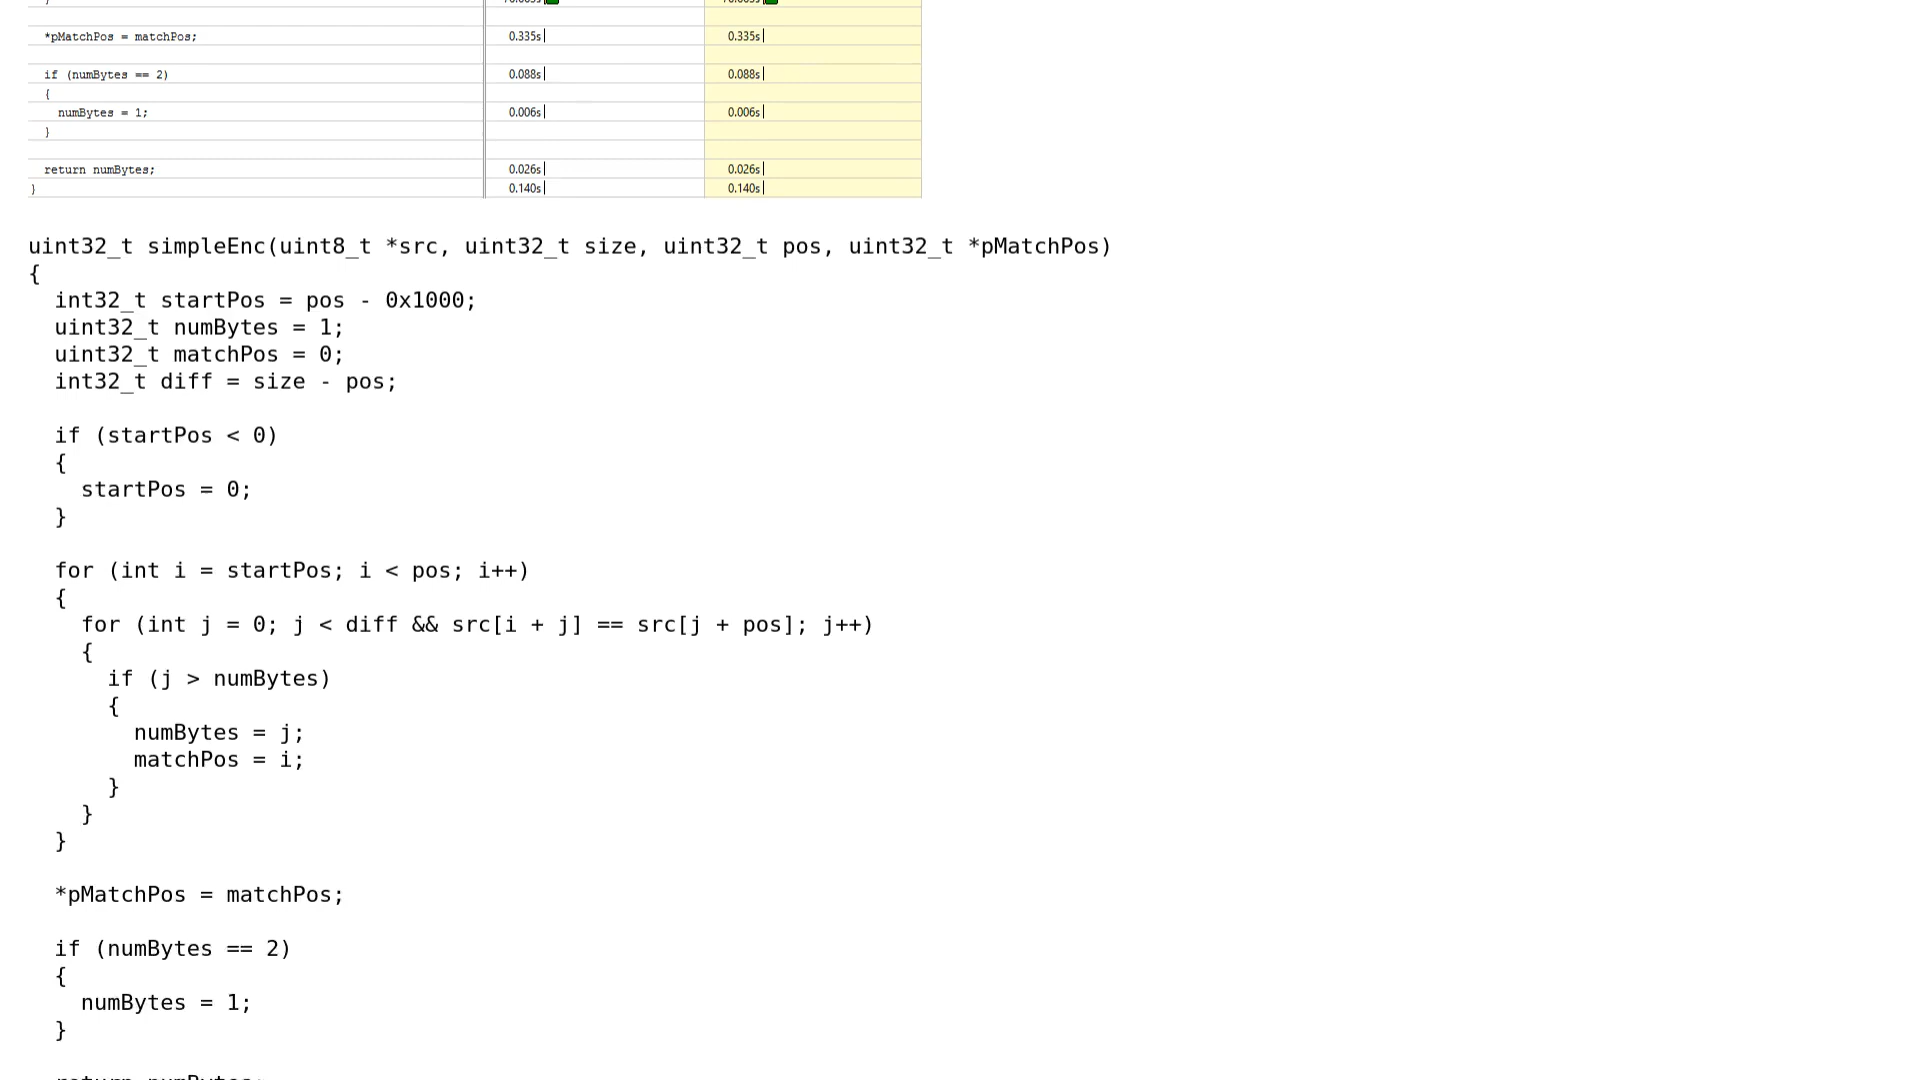 }
*pMatchPos = matchPos; 0.335s 0.335s
if (numBytes == 2) 0.088s 0.088s
{
numBytes = 1; 0.006s 0.006s
}
return numBytes; 0.026s 0.026s
} 0.140s 0.140s
uint32_t simpleEnc(uint8_t *src, uint32_t size, uint32_t pos, uint32_t *pMatchPos)
{
  int32_t startPos = pos - 0x1000;
  uint32_t numBytes = 1;
  uint32_t matchPos = 0;
  int32_t diff = size - pos;
  if (startPos < 0)
  {
    startPos = 0;
  }
  for (int i = startPos; i < pos; i++)
  {
    for (int j = 0; j < diff && src[i + j] == src[j + pos]; j++)
    {
      if (j > numBytes)
      {
        numBytes = j;
        matchPos = i;
      }
    }
  }
  *pMatchPos = matchPos;
  if (numBytes == 2)
  {
    numBytes = 1;
  }
  return numBytes;